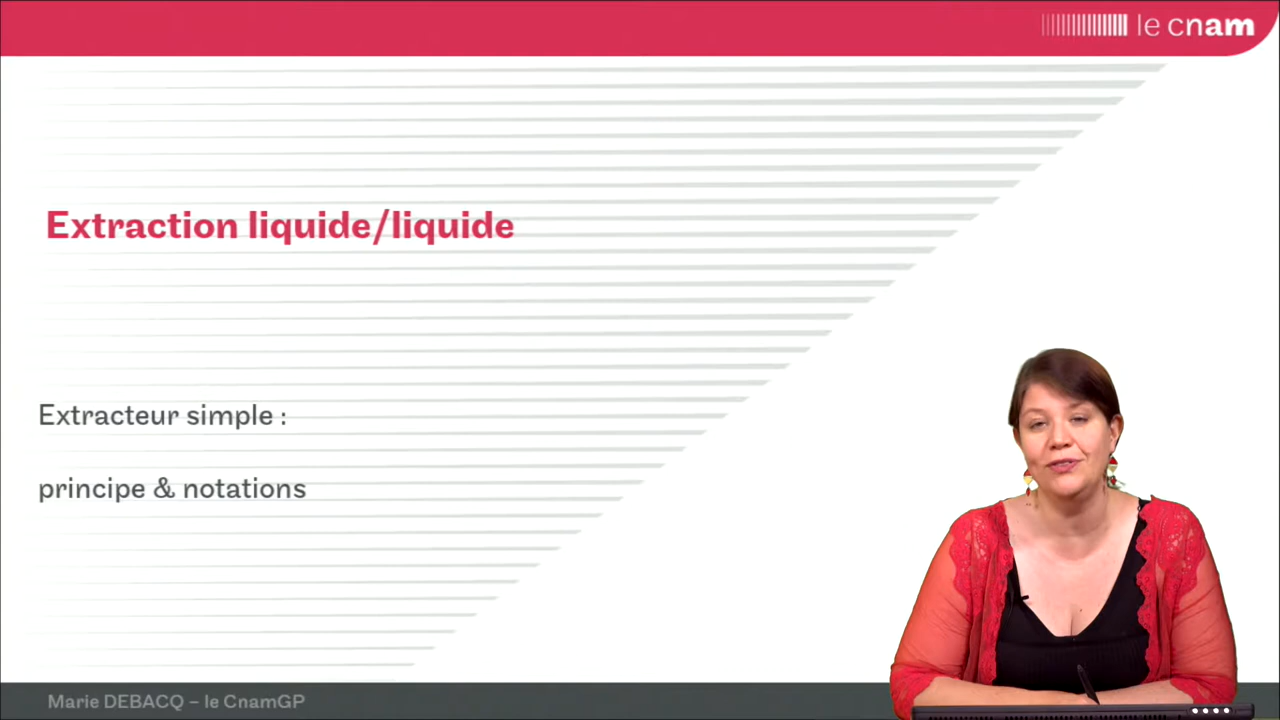 le cnam
Extraction liquide/liquide
Extracteur simple :
principe & notations
Marie DEBACQ – le CnamGP